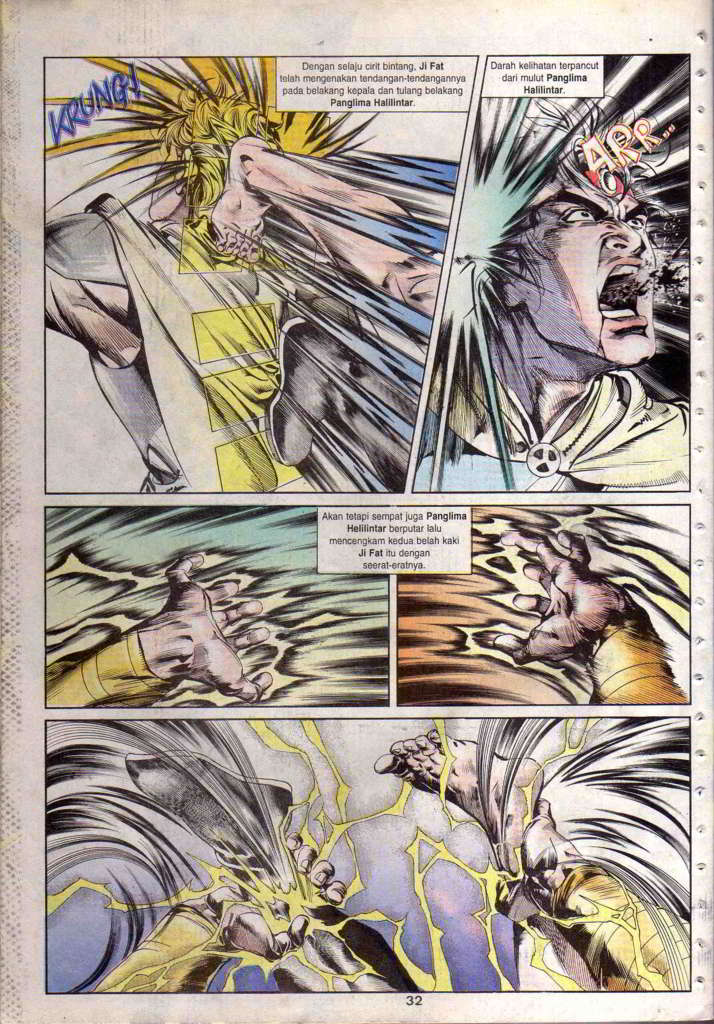 KRUNG!
Dengan selaju cirit bintang, Ji Fat
telah mengenakan tendangan-tendangannya
pada belakang kepala dan tulang belakang
Panglima Halilintar.
Darah kelihatan terpancut
dari mulut Panglima
Halilintar.
ARRR...
Akan tetapi sempat juga Panglima
Helilintar berputar lalu
mencengkam kedua belah kaki
Ji Fat itu dengan
seerat-eratnya.
32